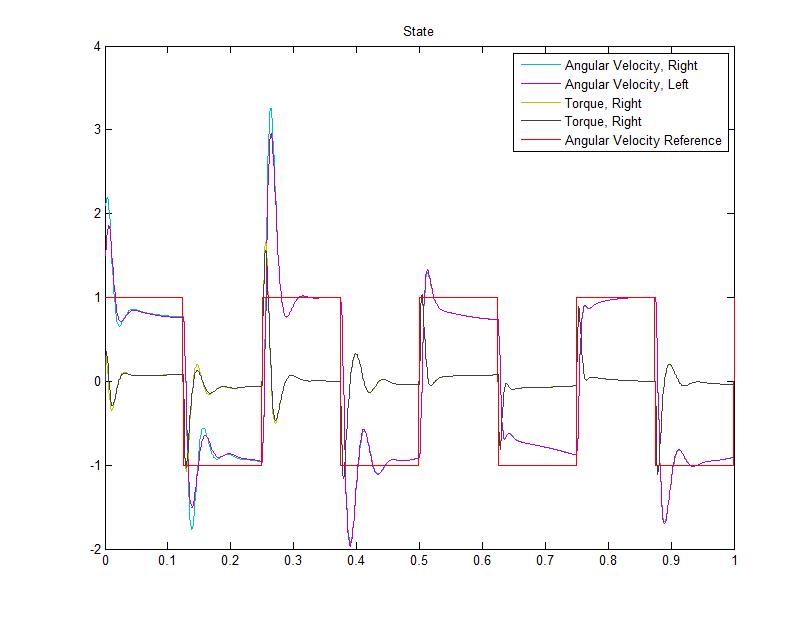 State
4
3
2
1
0
-1
-2
Angular Velocity, Right
Angular Velocity, Left
Torque, Right
Torque, Right
Angular Velocity Reference
0 0.1 0.2 0.3 0.4 0.5 0.6 0.7 0.8 0.9 1